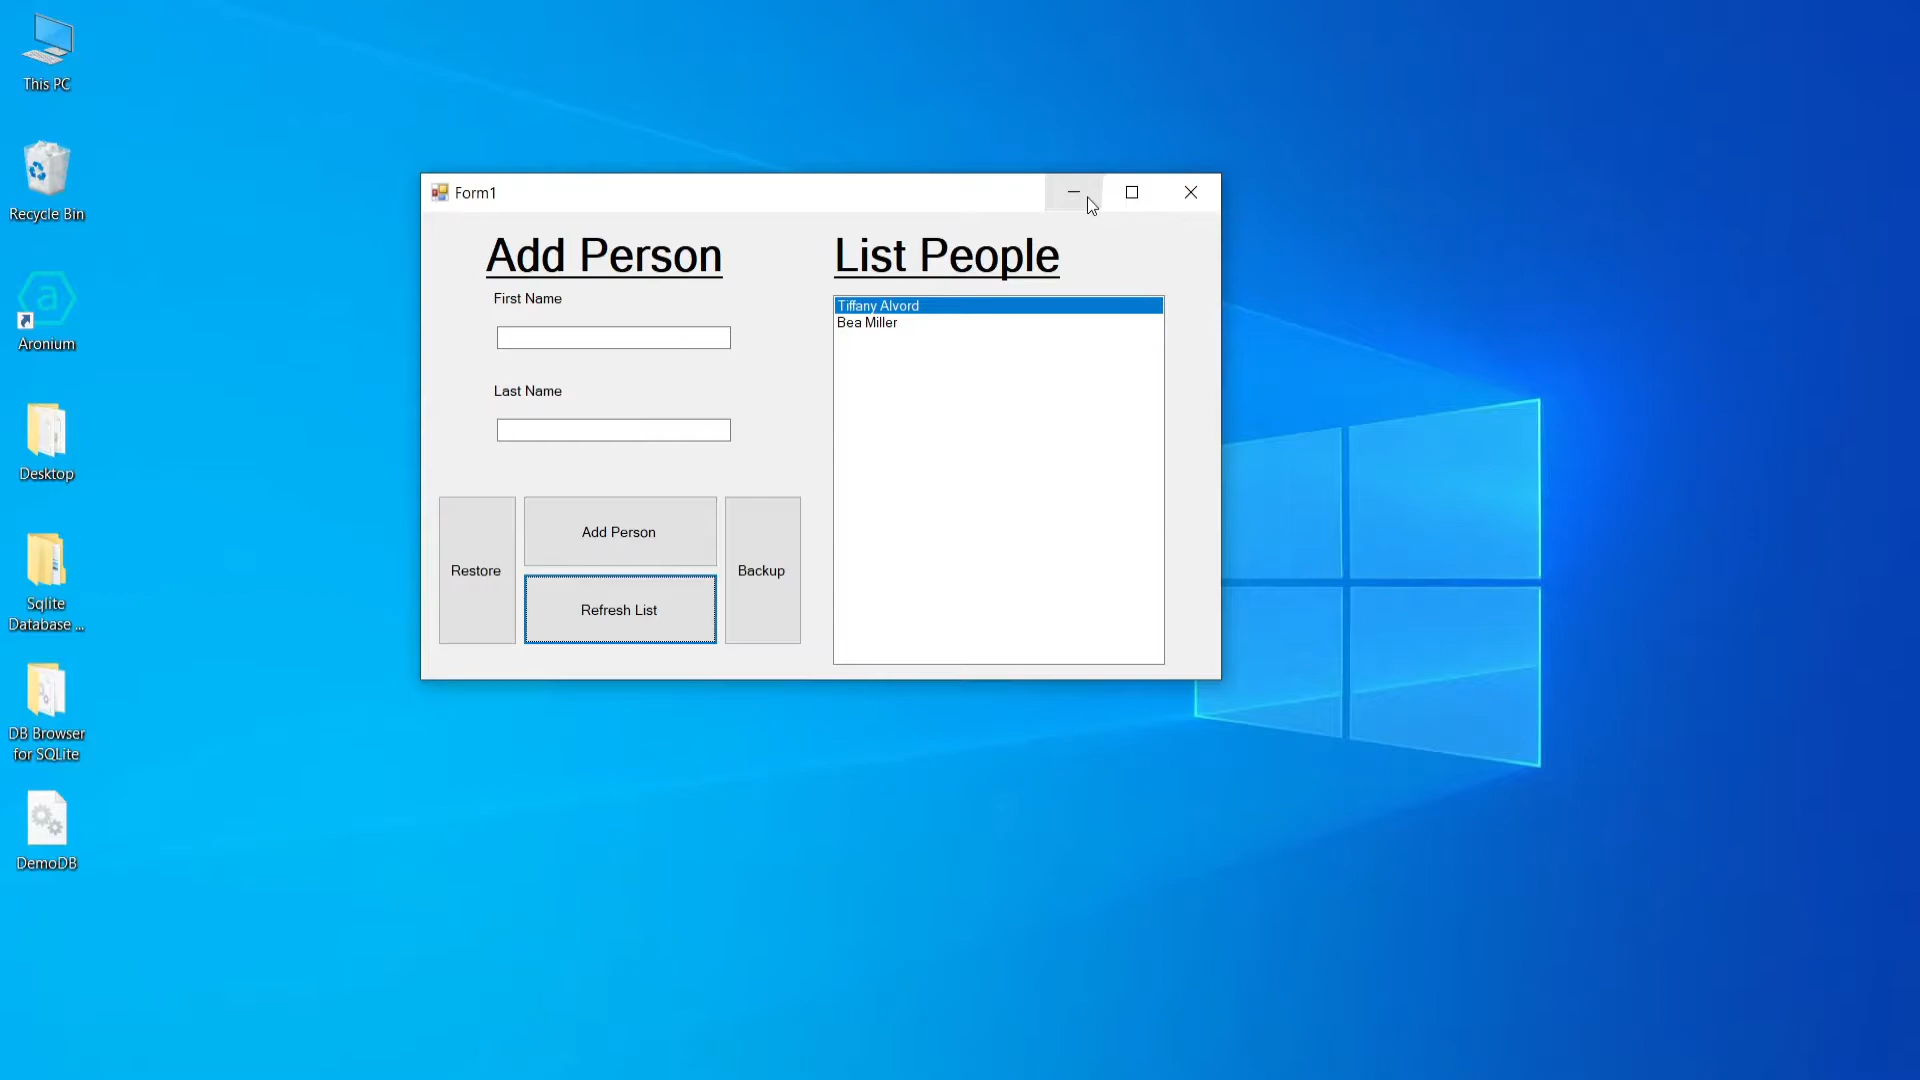 This PC
Recycle Bin
Aronium
Desktop
Sqlite
Database ...
DB Browser
for SQLite
DemoDB
Form1
Add Person
First Name
Last Name
Restore
Add Person
Refresh List
Backup
List People
Tiffany Alvord
Bea Miller